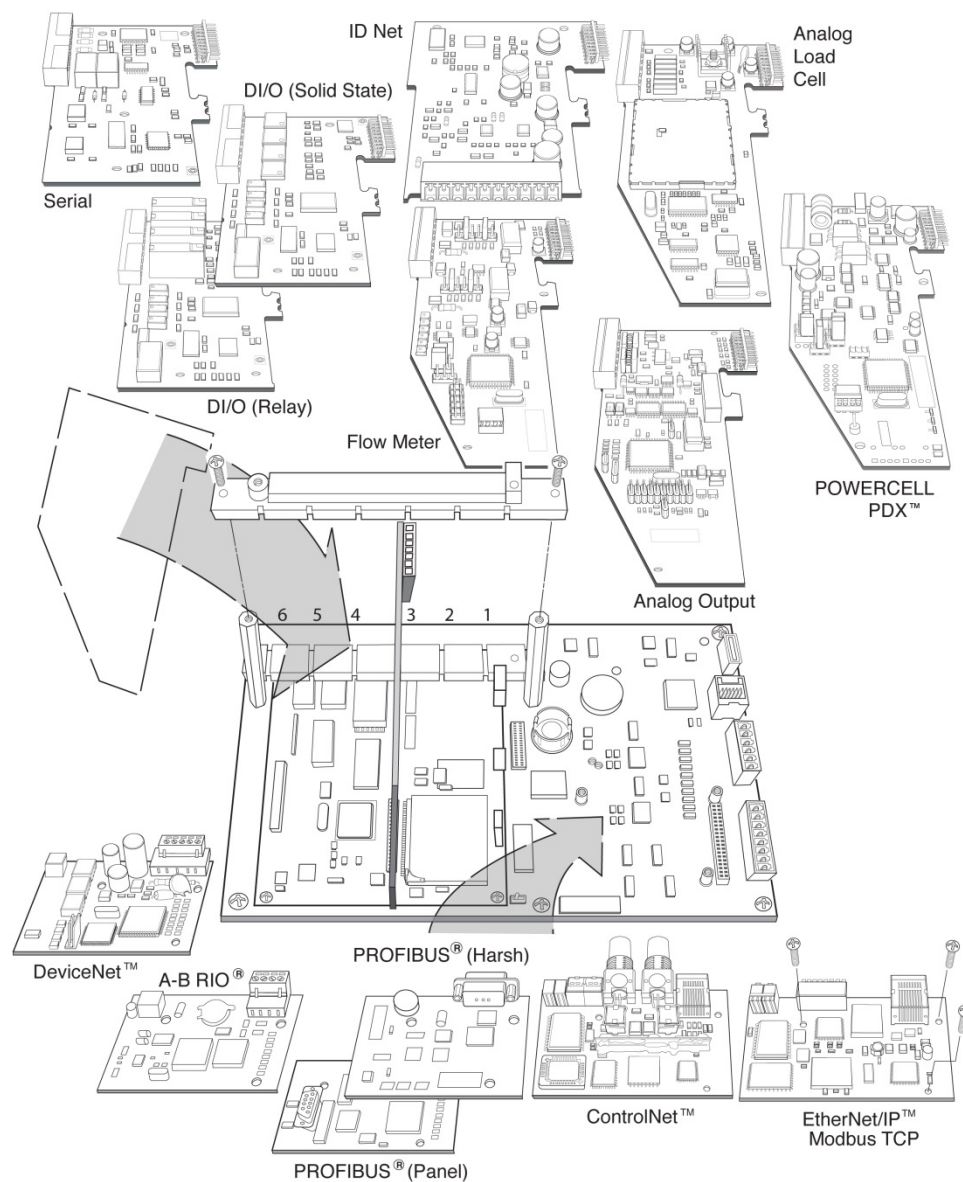 ID Net
Analog
Load
Cell
DI/O (Solid State)
Serial
DI/O (Relay)
Flow Meter
POWERCELL
PDX™
Analog Output
6 5 4 3 2 1
DeviceNet™
PROFIBUS® (Harsh)
A-B RIO®
ControlNet™
EtherNet/IP™
Modbus TCP
PROFIBUS® (Panel)